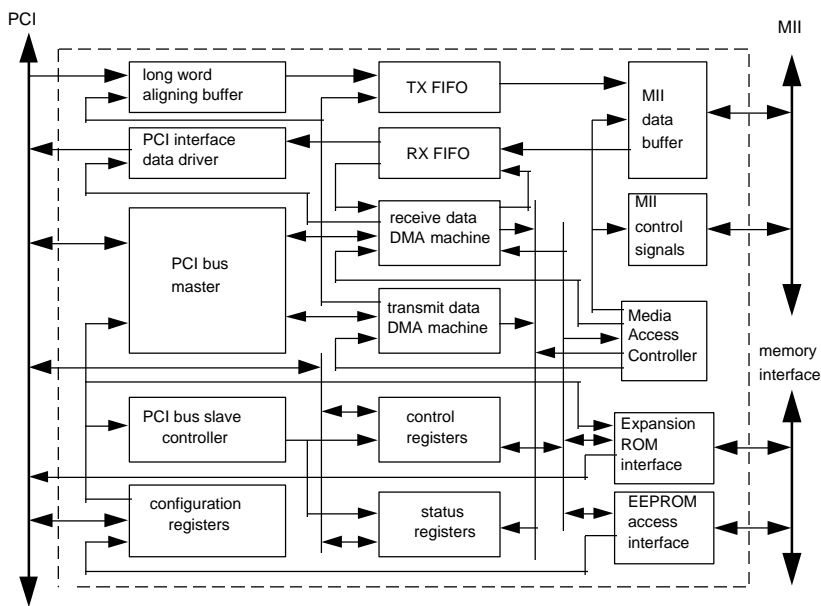 PCI
MII
long word
aligning buffer
TX FIFO
MII
data
buffer
PCI interface
data driver
RX FIFO
MII
control
signals
receive data
DMA machine
PCI bus
master
transmit data
DMA machine
Media
Access
Controller
memory
interface
PCI bus slave
controller
control
registers
Expansion
ROM
interface
configuration
registers
status
registers
EEPROM
access
interface